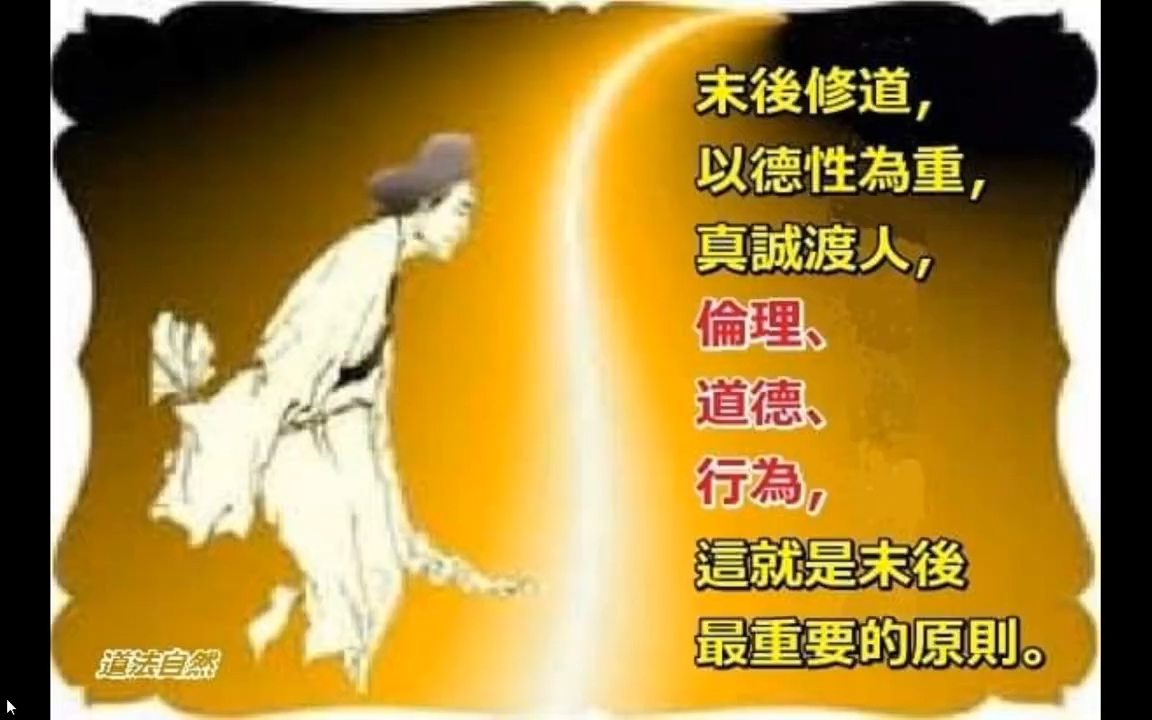 末後修道,
以德性為重,
真誠渡人,
倫理、
道德、
行為,
這就是末後
最重要的原則。
道法自然